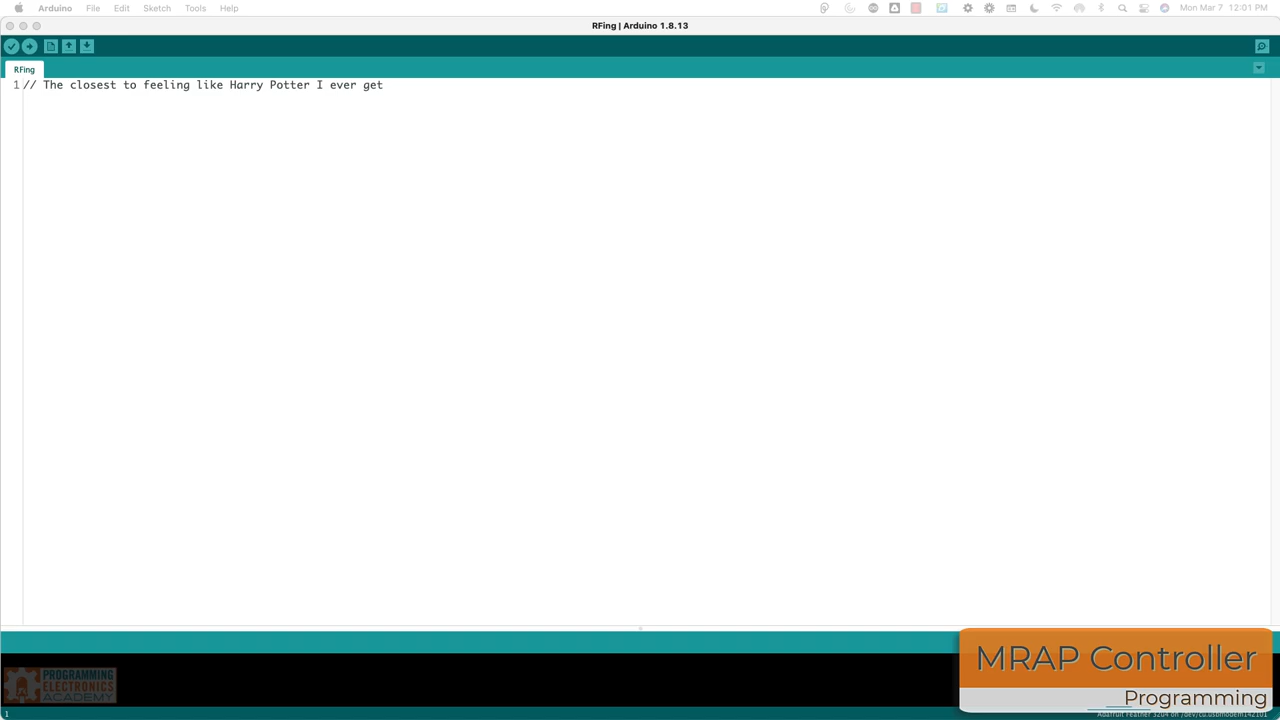 Arduino File Edit Sketch Tools Help
Mon Mar 7 12:01 PM
RFing | Arduino 1.8.13
RFing
1 // The closest to feeling like Harry Potter I ever get
MRAP Controller
Programming
PROGRAMMING
ELECTRONICS
ACADEMY
1